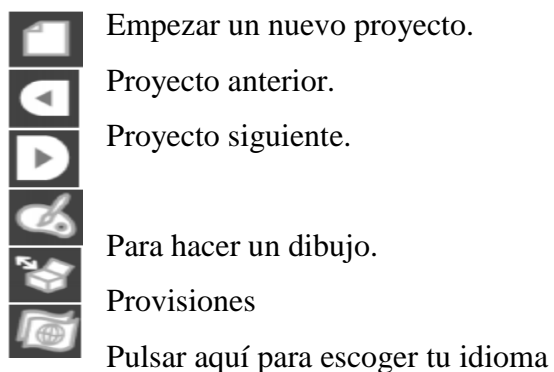 Empezar un nuevo proyecto.
Proyecto anterior.
Proyecto siguiente.
Para hacer un dibujo.
Provisiones
Pulsar aquí para escoger tu idioma